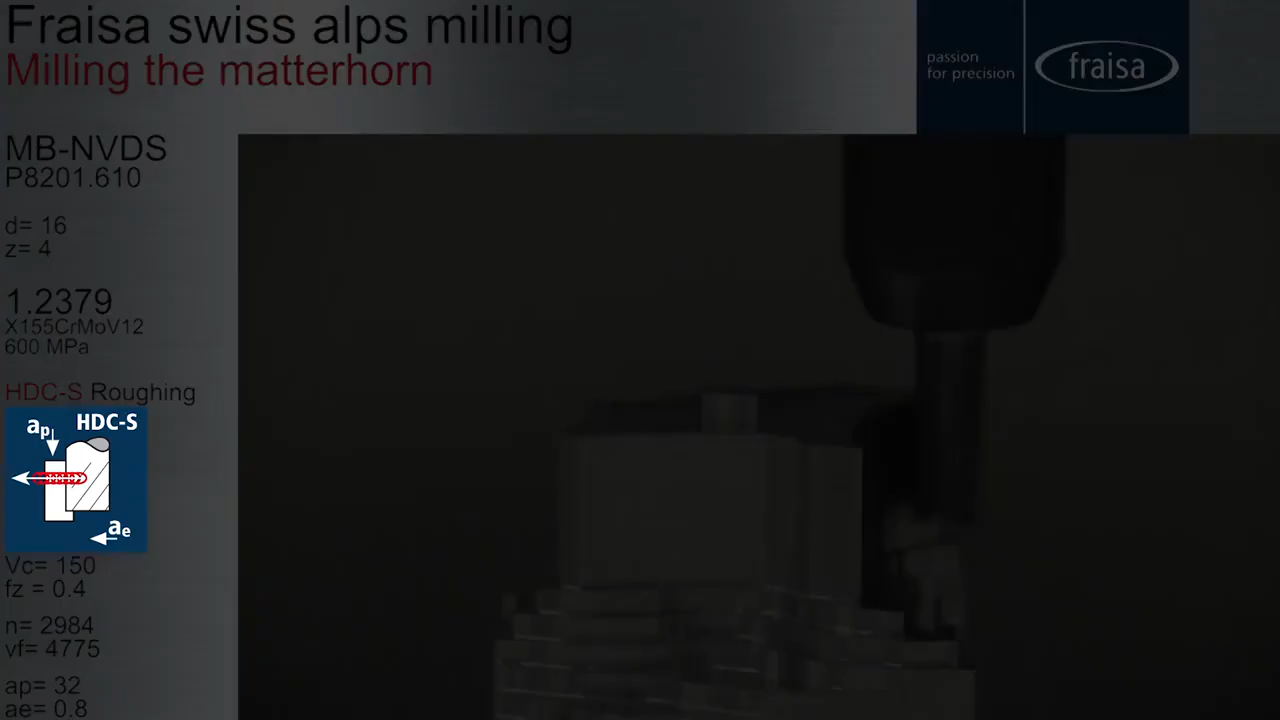 Fraisa swiss alps milling
Milling the matterhorn
passion
for precision
fraisa
MB-NVDS
P8201.610
d= 16
z= 4
1.2379
X155CrMoV12
600 MPa
HDC-S Roughing
ap HDC-S
ae
Vc= 150
fz = 0.4
n= 2984
vf= 4775
ap= 32
ae= 0.8